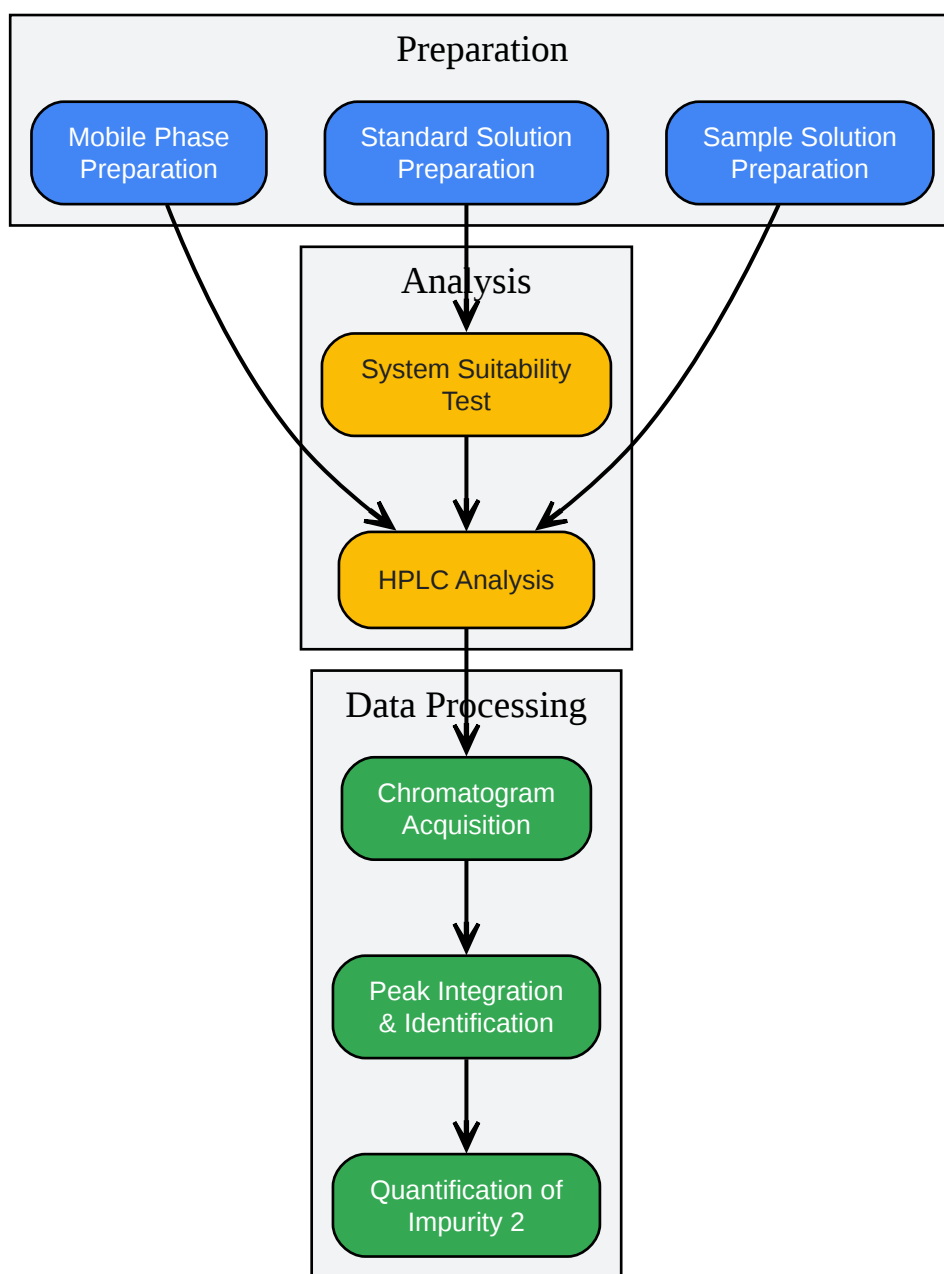 Preparation
Mobile Phase
Preparation
Standard Solution
Preparation
Sample Solution
Preparation
Analysis
System Suitability
Test
HPLC Analysis
Data Processing
Chromatogram
Acquisition
Peak Integration
& Identification
Quantification of
Impurity 2